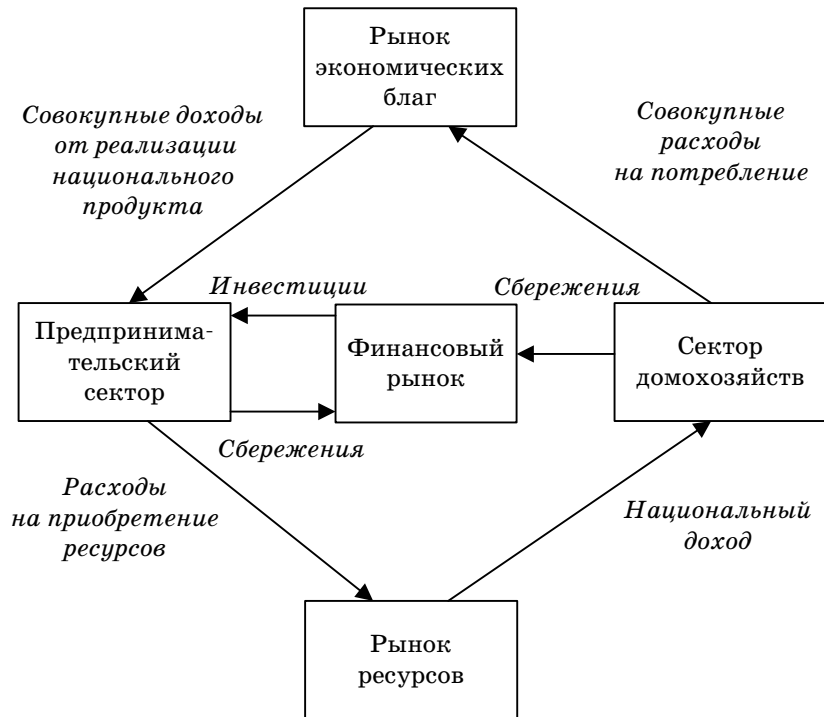 Рынок
экономических
благ
Совокупные доходы
от реализации
национального
продукта
Совокупные
расходы
на потребление
Инвестиции
Сбережения
Предпринима-
тельский
сектор
Финансовый
рынок
Сектор
домохозяйств
Сбережения
Расходы
на приобретение
ресурсов
Национальный
доход
Рынок
ресурсов